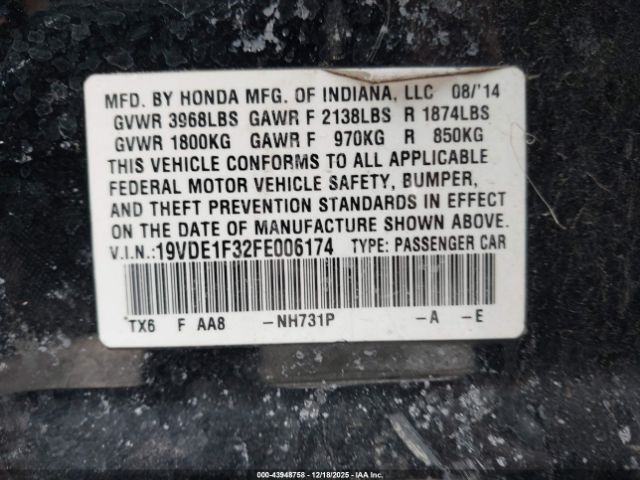 MFD. BY HONDA MFG. OF INDIANA, LLC 08/'14
GVWR 3968LBS GAWR F 2138LBS R 1874LBS
GVWR 1800KG GAWR F 970KG R 850KG
THIS VEHICLE CONFORMS TO ALL APPLICABLE
FEDERAL MOTOR VEHICLE SAFETY, BUMPER,
AND THEFT PREVENTION STANDARDS IN EFFECT
ON THE DATE OF MANUFACTURE SHOWN ABOVE.
V.I.N.:19VDE1F32FE006174 TYPE: PASSENGER CAR
TX6 F AA8 -NH731P -A -E
000-43948758 - 12/18/2025 - IAA Inc.